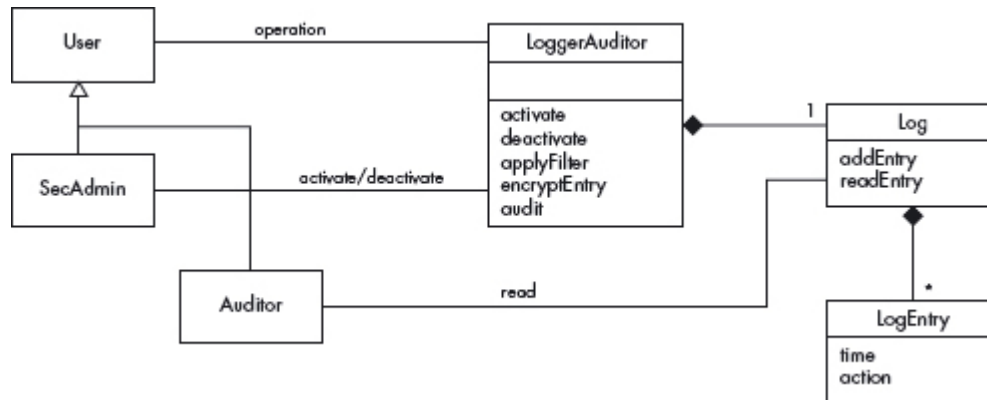 User
operation
LoggerAuditor
activate
deactivate
applyFilter
encryptEntry
audit
1
Log
addEntry
readEntry
SecAdmin
activate/deactivate
Auditor
read
*
LogEntry
time
action